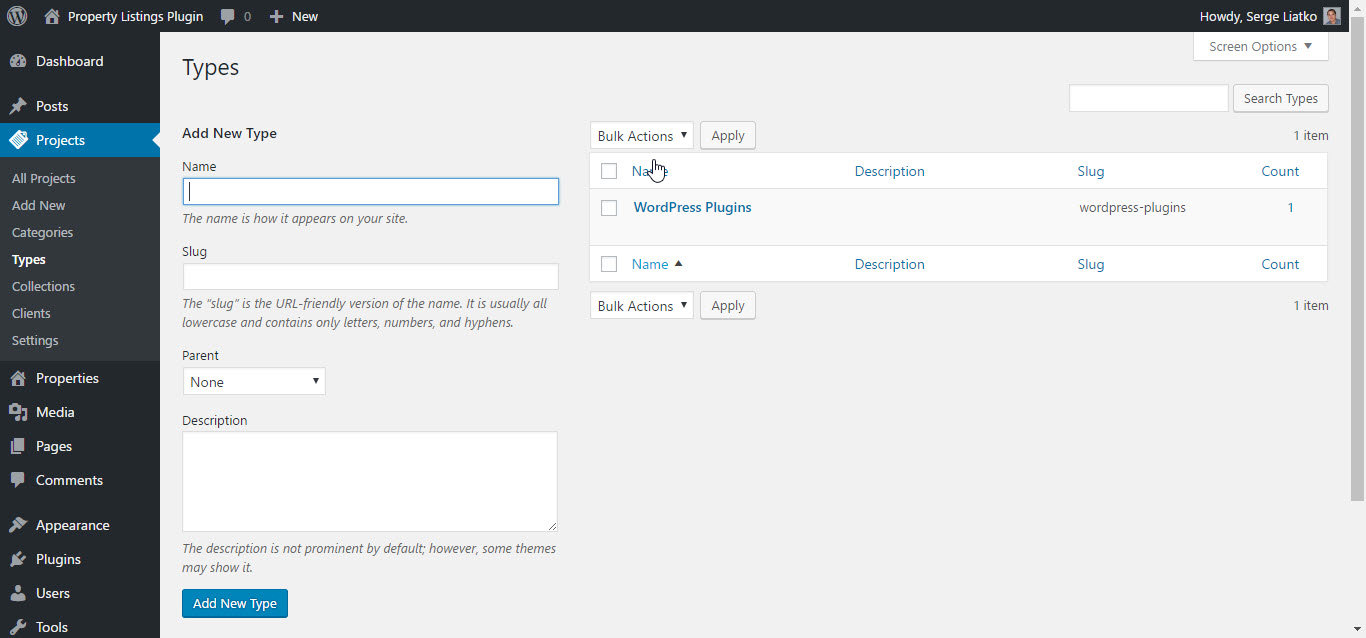 Property Listings Plugin 0 New Howdy, Serge Liatko
Screen Options
Dashboard
Posts
Projects
All Projects
Add New
Categories
Types
Collections
Clients
Settings
Properties
Media
Pages
Comments
Appearance
Plugins
Users
Tools
Types
Search Types
Add New Type
Name
The name is how it appears on your site.
Slug
The "slug" is the URL-friendly version of the name. It is usually all
lowercase and contains only letters, numbers, and hyphens.
Parent
None
Description
The description is not prominent by default; however, some themes
may show it.
Add New Type
Bulk Actions Apply 1 item
Name Description Slug Count
WordPress Plugins wordpress-plugins 1
Name Description Slug Count
Bulk Actions Apply 1 item